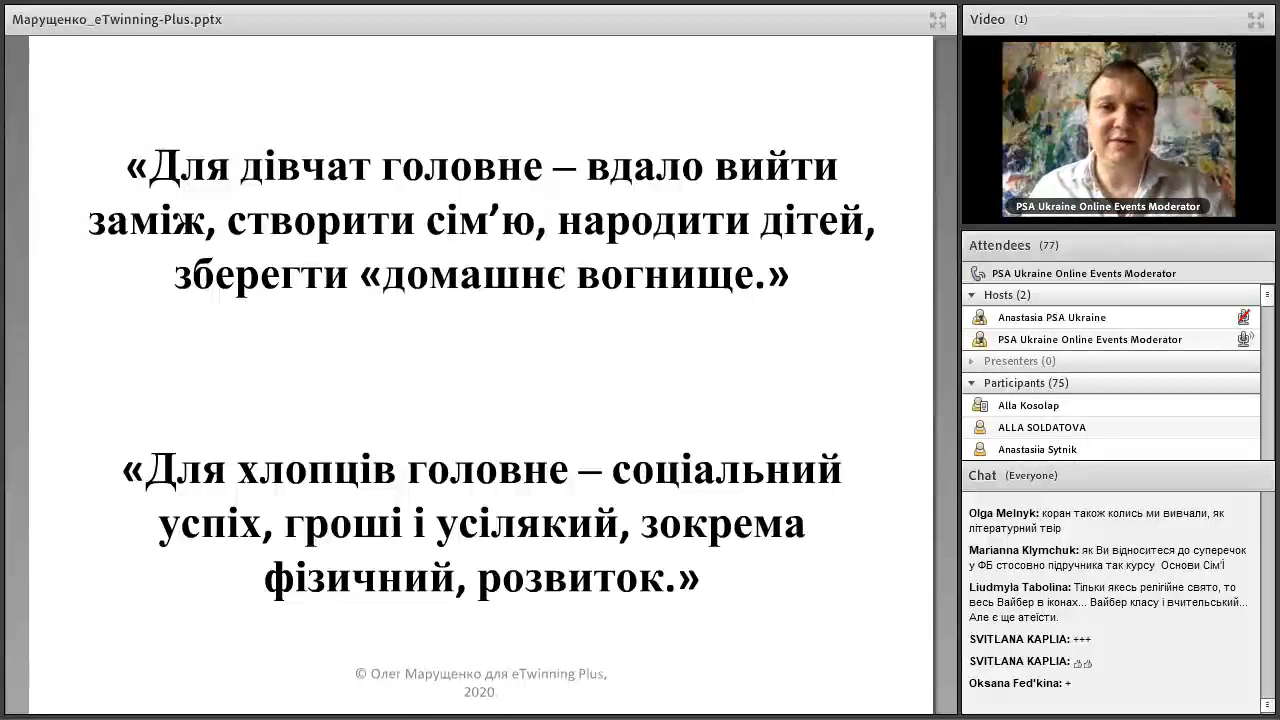 Марущенко_eTwinning-Plus.pptx
«Для дівчат головне – вдало вийти
заміж, створити сім’ю, народити дітей,
зберегти «домашнє вогнище.»
«Для хлопців головне – соціальний
успіх, гроші і усілякий, зокрема
фізичний, розвиток.»
© Олег Марущенко для eTwinning Plus,
2020.
Video (1)
PSA Ukraine Online Events Moderator
Attendees (77)
PSA Ukraine Online Events Moderator
Hosts (2)
Anastasia PSA Ukraine
PSA Ukraine Online Events Moderator
Presenters (0)
Participants (75)
Alla Kosolap
ALLA SOLDATOVA
Anastasiia Sytnik
Chat (Everyone)
Olga Melnyk: коран також колись ми вивчали, як
літературний твір
Marianna Klymchuk: як Ви відноситеся до суперечок
у ФБ стосовно підручника так курсу Основи Сім'ї
Liudmyla Tabolina: Тільки якесь релігійне свято, то
весь Вайбер в іконах... Вайбер класу і вчительський...
Але є ще атеїсти.
SVITLANA KAPLIA: +++
SVITLANA KAPLIA: 👍👍
Oksana Fed'kina: +